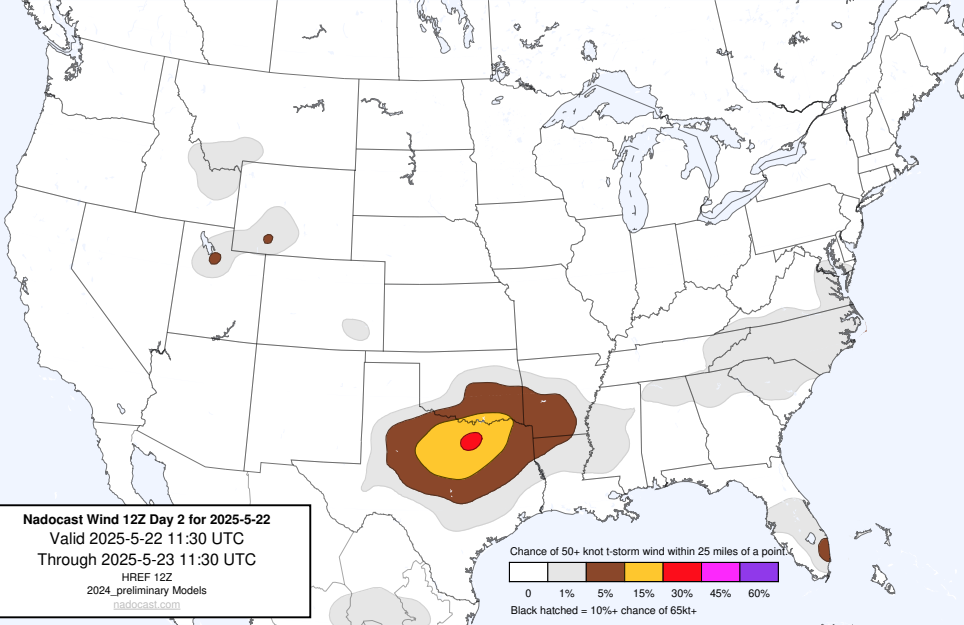 Nadocast Wind 12Z Day 2 for 2025-5-22
Valid 2025-5-22 11:30 UTC
Through 2025-5-23 11:30 UTC
HREF 12Z
2024_preliminary Models
nadocast.com
Chance of 50+ knot t-storm wind within 25 miles of a point.
0 1% 5% 15% 30% 45% 60%
Black hatched = 10%+ chance of 65kt+